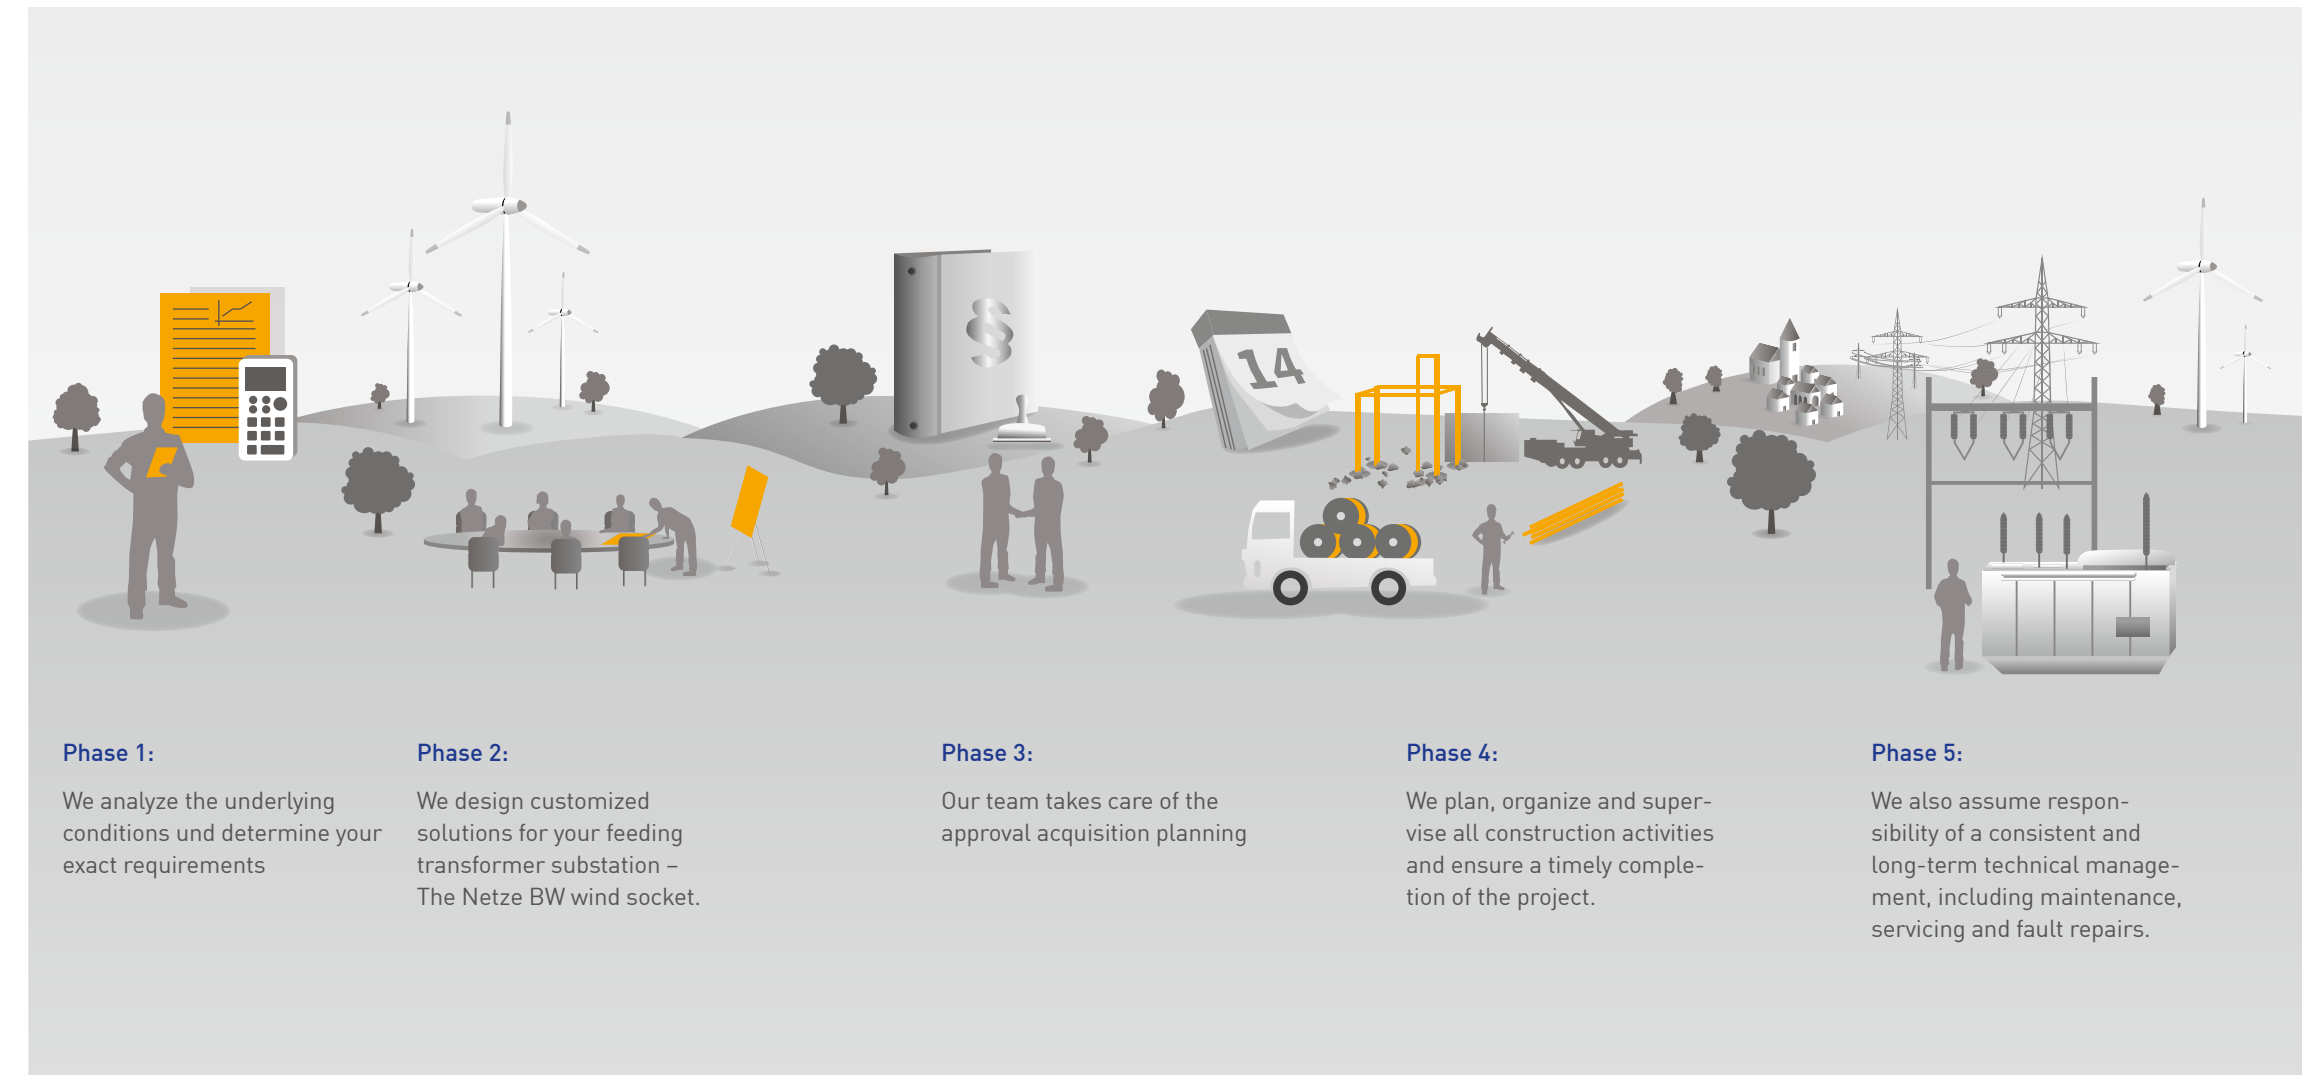 §
14
Phase 1:
We analyze the underlying
conditions und determine your
exact requirements
Phase 2:
We design customized
solutions for your feeding
transformer substation –
The Netze BW wind socket.
Phase 3:
Our team takes care of the
approval acquisition planning
Phase 4:
We plan, organize and super-
vise all construction activities
and ensure a timely comple-
tion of the project.
Phase 5:
We also assume respon-
sibility of a consistent and
long-term technical manage-
ment, including maintenance,
servicing and fault repairs.